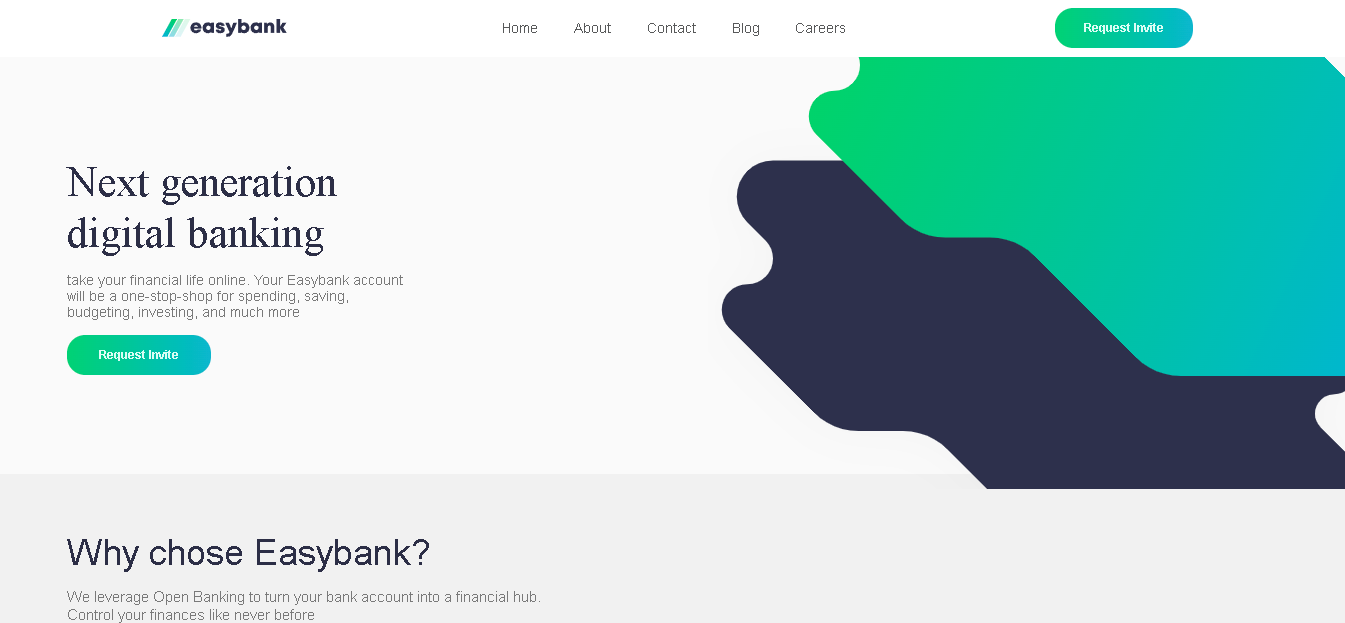 easybank
Home About Contact Blog Careers
Request Invite
Next generation
digital banking
take your financial life online. Your Easybank account
will be a one-stop-shop for spending, saving,
budgeting, investing, and much more
Request Invite
Why chose Easybank?
We leverage Open Banking to turn your bank account into a financial hub.
Control your finances like never before